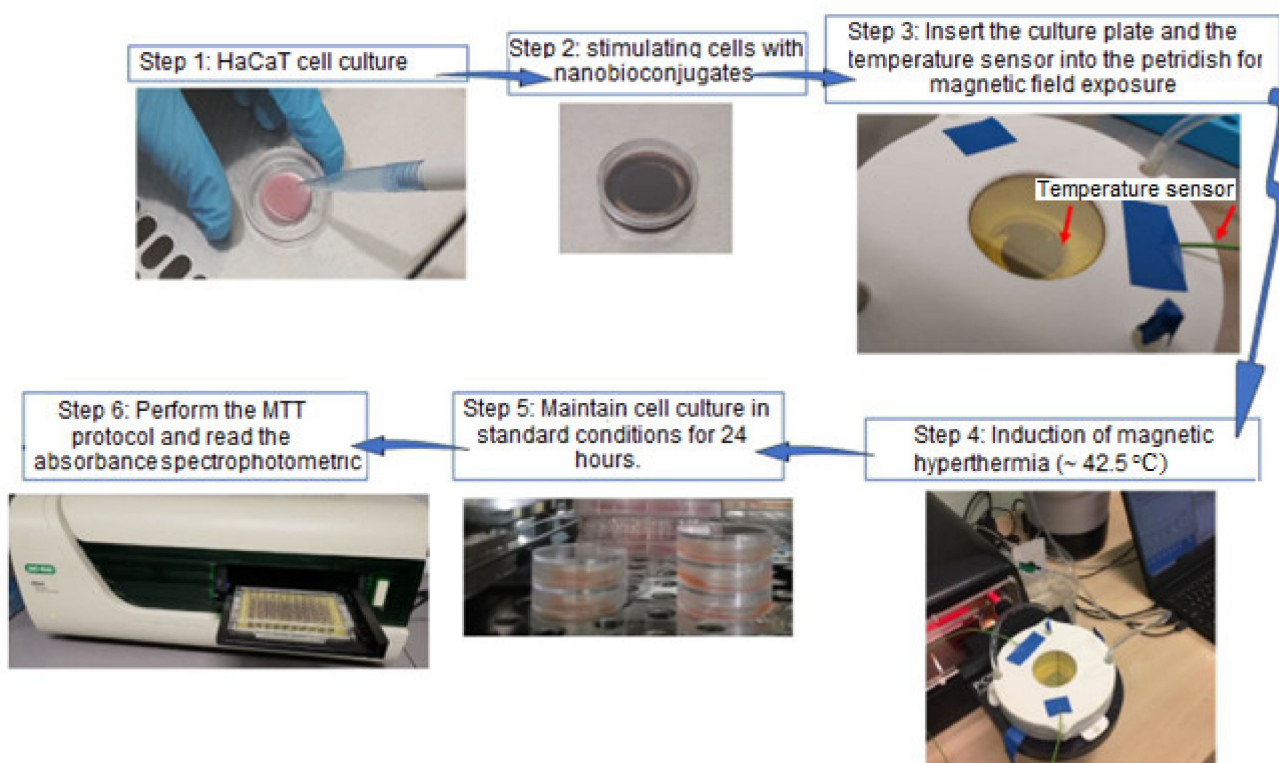 Step 1: HaCaT cell culture
Step 2: stimulating cells with
nanobioconjugates
Step 3: Insert the culture plate and the
temperature sensor into the petridish for
magnetic field exposure
Temperature sensor
Step 4: Induction of magnetic
hyperthermia (~ 42.5 °C)
Step 5: Maintain cell culture in
standard conditions for 24
hours.
Step 6: Perform the MTT
protocol and read the
absorbance spectrophotometric
BIO-RAD